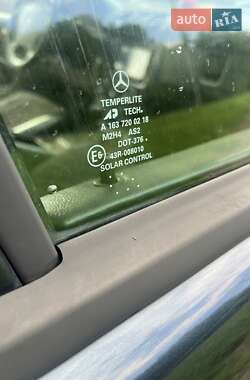 AUTO RIA
TEMPERLITE
AP TECH.
A 163 720 02 18
M2H4 AS2
DOT-376
E6 43R-008010
SOLAR CONTROL